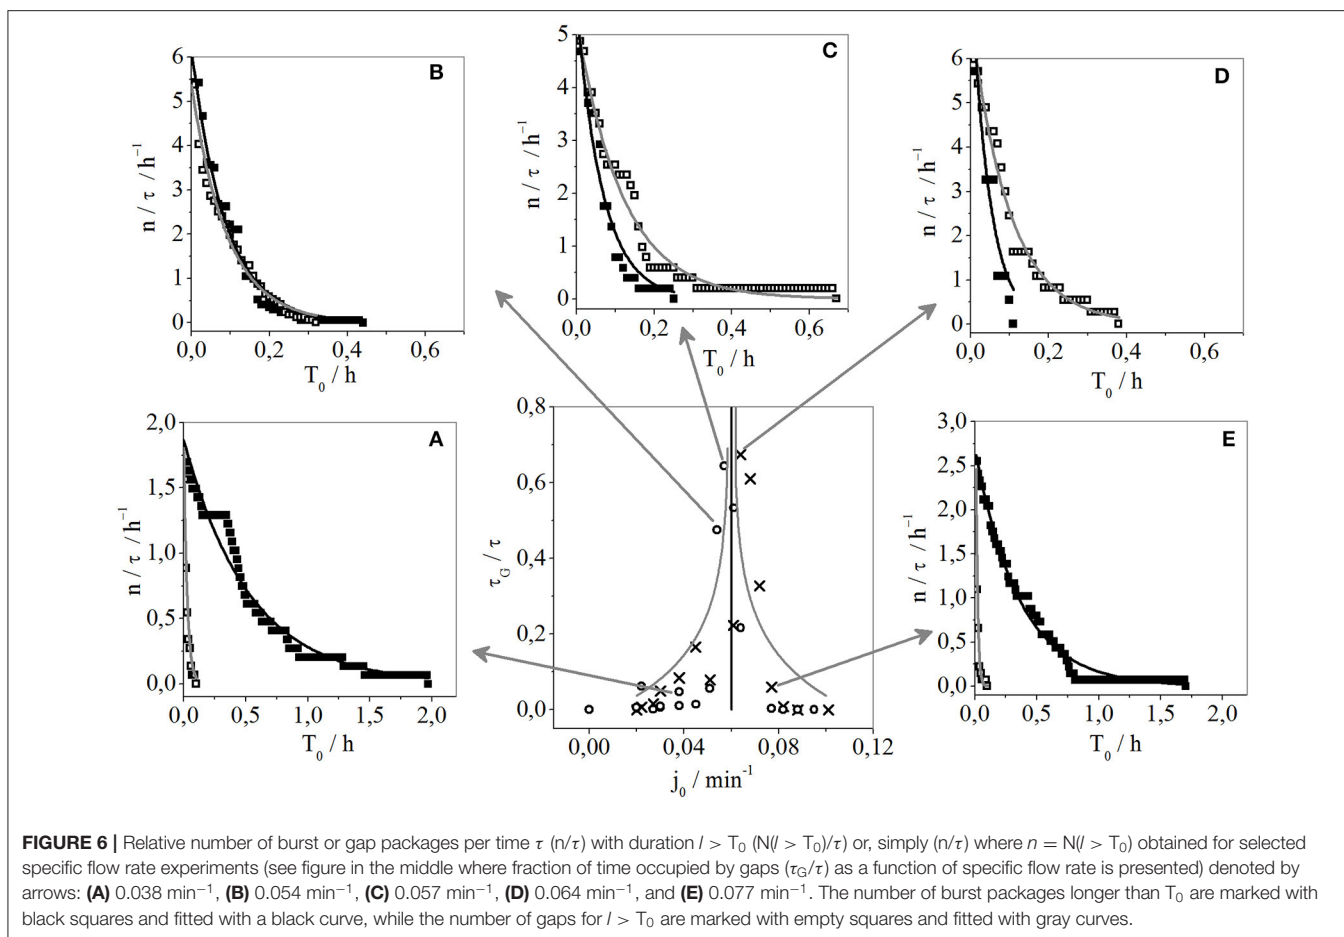 B
n / τ / h⁻¹
6
5
4
3
2
1
0
0,0 0,2 0,4 0,6
T₀ / h
C
n / τ / h⁻¹
5
4
3
2
1
0
0,0 0,2 0,4 0,6
T₀ / h
D
n / τ / h⁻¹
6
5
4
3
2
1
0
0,0 0,2 0,4 0,6
T₀ / h
A
n / τ / h⁻¹
2,0
1,5
1,0
0,5
0,0
0,0 0,5 1,0 1,5 2,0
T₀ / h
τG / τ
0,8
0,6
0,4
0,2
0,0
0,00 0,04 0,08 0,12
j₀ / min⁻¹
E
n / τ / h⁻¹
3,0
2,5
2,0
1,5
1,0
0,5
0,0
0,0 0,5 1,0 1,5 2,0
T₀ / h
FIGURE 6 | Relative number of burst or gap packages per time τ (n/τ) with duration l > T₀ (N(l > T₀)/τ) or, simply (n/τ) where n = N(l > T₀) obtained for selected
specific flow rate experiments (see figure in the middle where fraction of time occupied by gaps (τG/τ) as a function of specific flow rate is presented) denoted by
arrows: (A) 0.038 min⁻¹, (B) 0.054 min⁻¹, (C) 0.057 min⁻¹, (D) 0.064 min⁻¹, and (E) 0.077 min⁻¹. The number of burst packages longer than T₀ are marked with
black squares and fitted with a black curve, while the number of gaps for l > T₀ are marked with empty squares and fitted with gray curves.